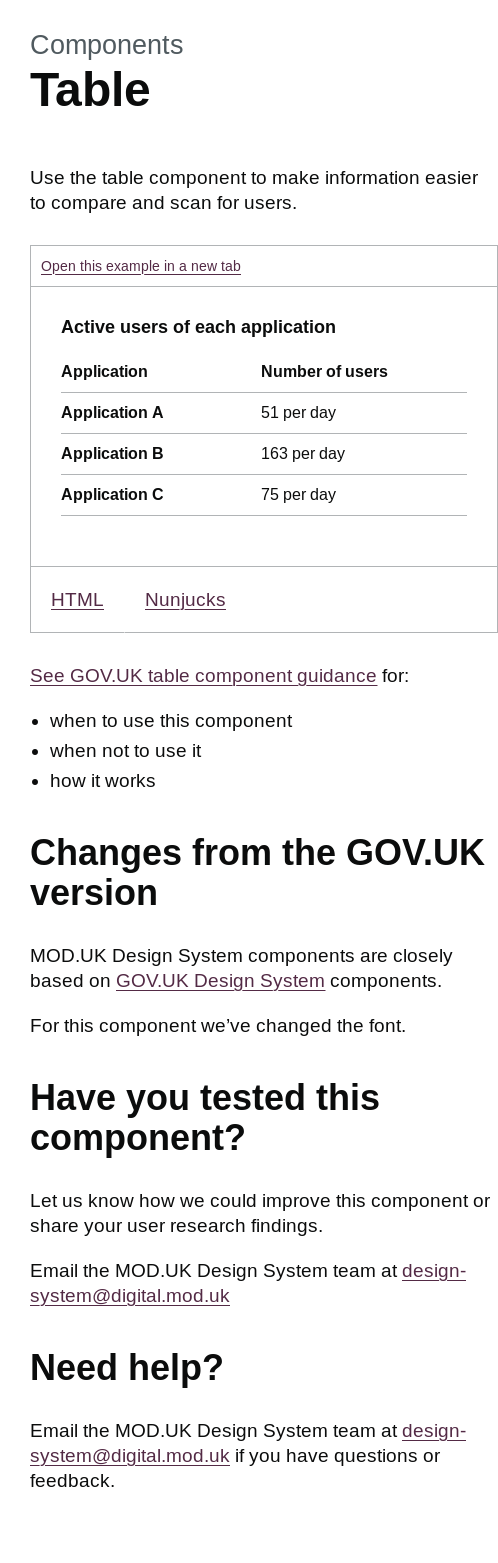 Components
Table
Use the table component to make information easier
to compare and scan for users.
Open this example in a new tab
Active users of each application
Application Number of users
Application A 51 per day
Application B 163 per day
Application C 75 per day
HTML Nunjucks
See GOV.UK table component guidance for:
• when to use this component
• when not to use it
• how it works
Changes from the GOV.UK
version
MOD.UK Design System components are closely
based on GOV.UK Design System components.
For this component we’ve changed the font.
Have you tested this
component?
Let us know how we could improve this component or
share your user research findings.
Email the MOD.UK Design System team at design-
system@digital.mod.uk
Need help?
Email the MOD.UK Design System team at design-
system@digital.mod.uk if you have questions or
feedback.